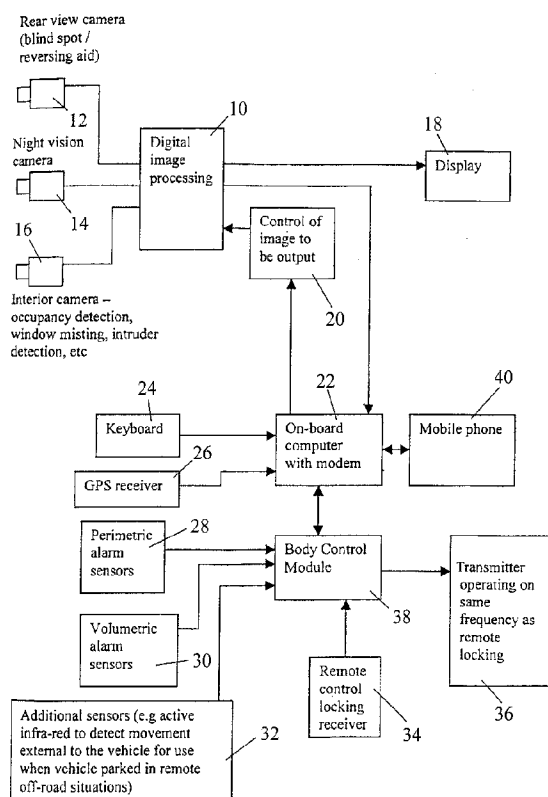 Rear view camera
(blind spot /
reversing aid)
12
10
Digital
image
processing
18
Display
Night vision
camera
14
16
Control of
image to
be output
20
Interior camera –
occupancy detection,
window misting, intruder
detection, etc
24
Keyboard
22
On-board
computer
with modem
40
Mobile phone
26
GPS receiver
Perimetric
alarm
sensors
28
Body Control
Module
38
Transmitter
operating on
same
frequency as
remote
locking
36
Volumetric
alarm
sensors
30
Remote
control
locking
receiver
34
Additional sensors (e.g active
infra-red to detect movement
external to the vehicle for use
when vehicle parked in remote
off-road situations)
32